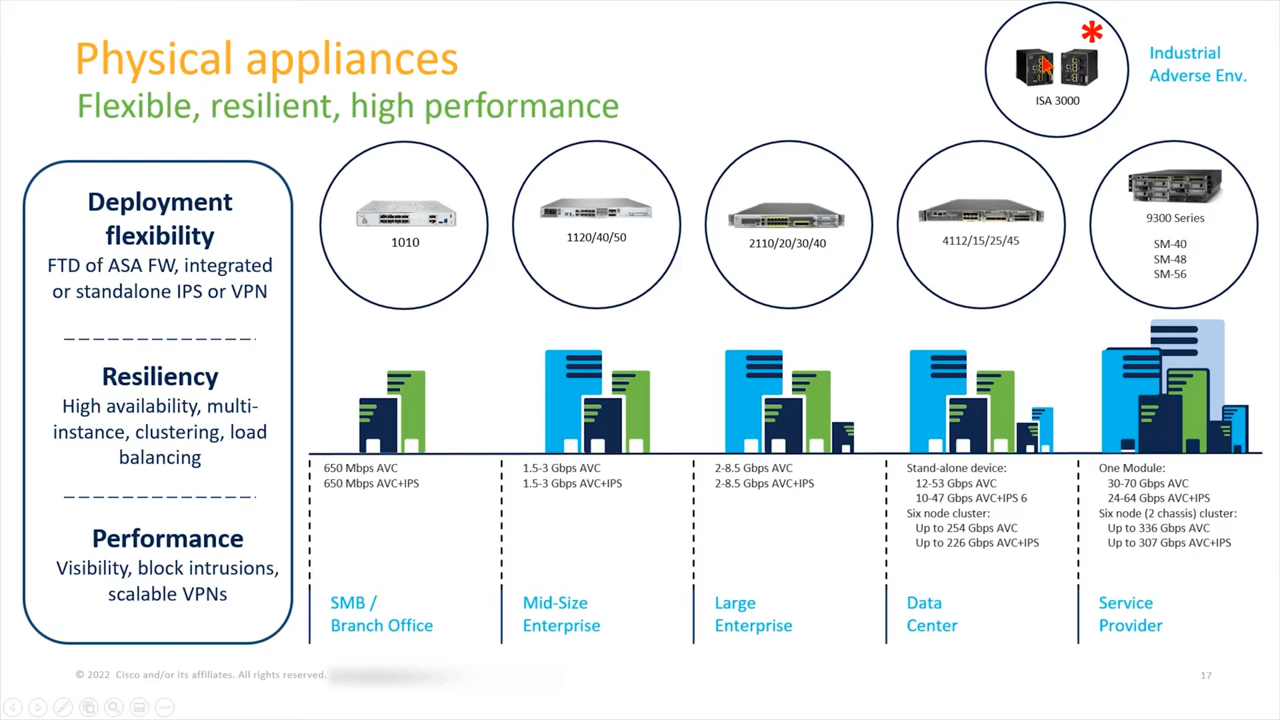 Physical appliances
Flexible, resilient, high performance
*
ISA 3000
Industrial
Adverse Env.
Deployment
flexibility
FTD of ASA FW, integrated
or standalone IPS or VPN
Resiliency
High availability, multi-
instance, clustering, load
balancing
Performance
Visibility, block intrusions,
scalable VPNs
1010
1120/40/50
2110/20/30/40
4112/15/25/45
9300 Series
SM-40
SM-48
SM-56
650 Mbps AVC
650 Mbps AVC+IPS
SMB /
Branch Office
1.5-3 Gbps AVC
1.5-3 Gbps AVC+IPS
Mid-Size
Enterprise
2-8.5 Gbps AVC
2-8.5 Gbps AVC+IPS
Large
Enterprise
Stand-alone device:
12-53 Gbps AVC
10-47 Gbps AVC+IPS 6
Six node cluster:
Up to 254 Gbps AVC
Up to 226 Gbps AVC+IPS
Data
Center
One Module:
30-70 Gbps AVC
24-64 Gbps AVC+IPS
Six node (2 chassis) cluster:
Up to 336 Gbps AVC
Up to 307 Gbps AVC+IPS
Service
Provider
© 2022 Cisco and/or its affiliates. All rights reserved.
17